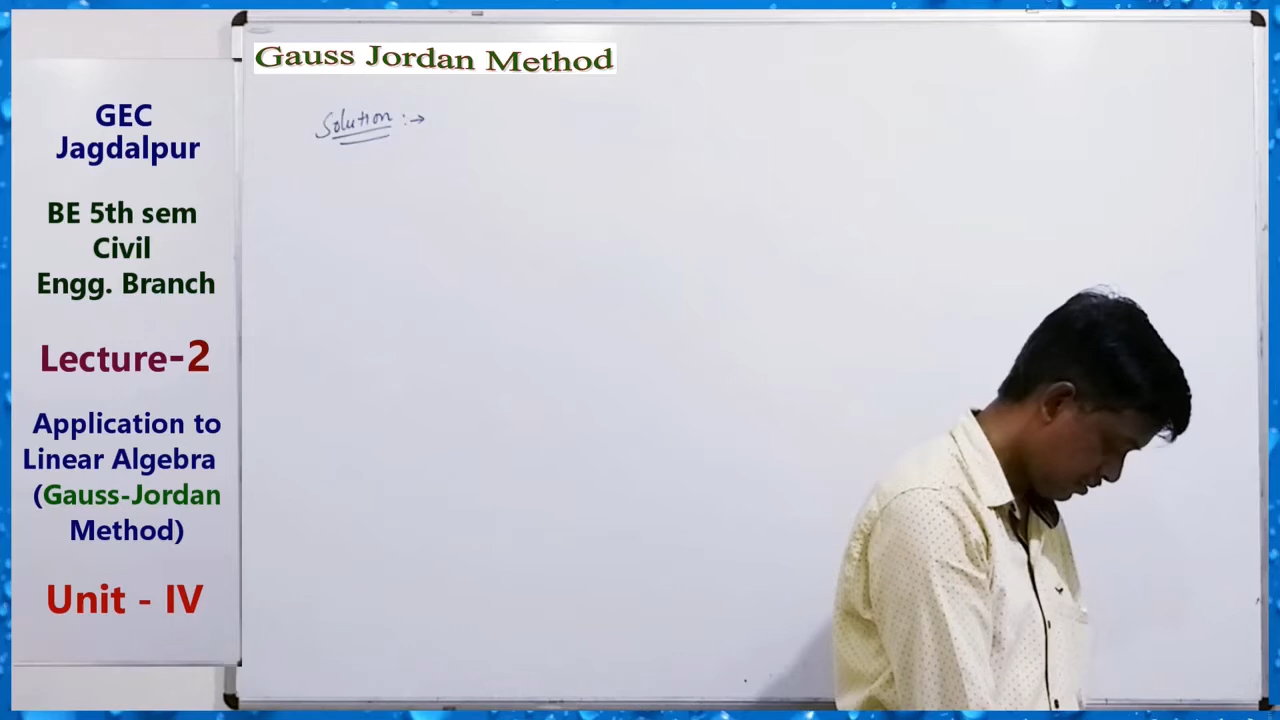 Gauss Jordan Method
Solution :→
GEC
Jagdalpur
BE 5th sem
Civil
Engg. Branch
Lecture-2
Application to
Linear Algebra
(Gauss-Jordan
Method)
Unit - IV